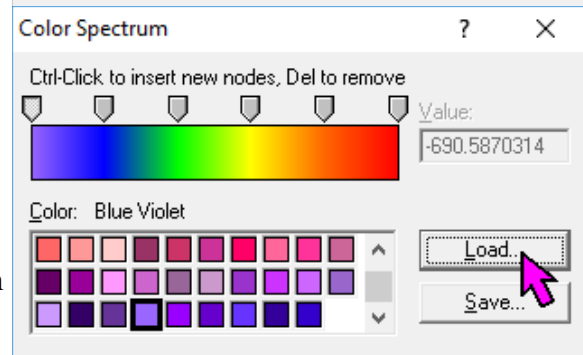 Color Spectrum ? ×
Ctrl-Click to insert new nodes, Del to remove
Value:
-690.5870314
Color: Blue Violet
Load...
Save...